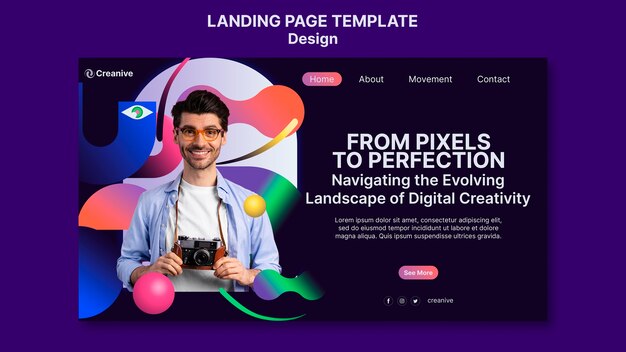 LANDING PAGE TEMPLATE
Design
Creanive
Home About Movement Contact
FROM PIXELS
TO PERFECTION
Navigating the Evolving
Landscape of Digital Creativity
Lorem ipsum dolor sit amet, consectetur adipiscing elit,
sed do eiusmod tempor incididunt ut labore et dolore
magna aliqua. Quis ipsum suspendisse ultrices gravida.
See More
creanive